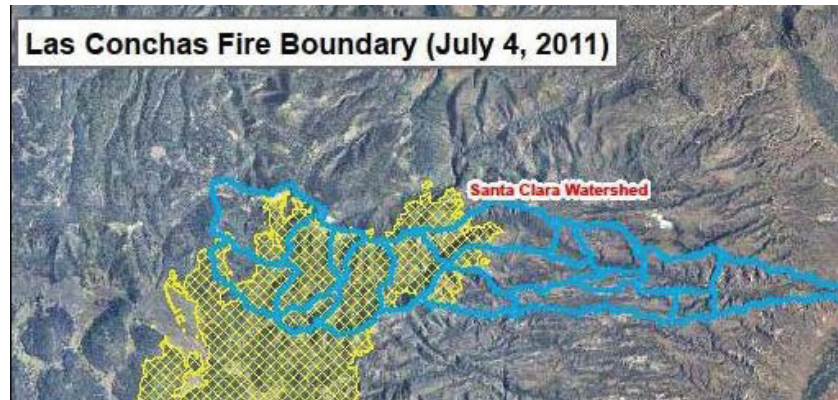 Las Conchas Fire Boundary (July 4, 2011)
Santa Clara Watershed